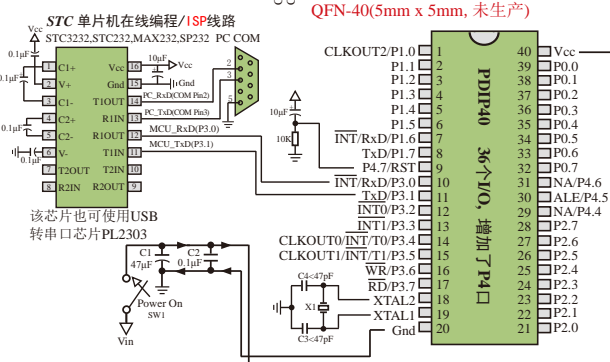 QFN-40(5mm x 5mm, 未生产)
STC 单片机在线编程/ISP线路
STC3232,STC232,MAX232,SP232 PC COM
Vcc
0.1μF
0.1μF
0.1μF
0.1μF
1 C1+
2 V+
3 C1-
4 C2+
5 C2-
6 V-
7 T2OUT
8 R2IN
Vcc 16
Gnd 15
T1OUT 14
R1IN 13
R1OUT 12
T1IN 11
T2IN 10
R2OUT 9
10μF
Vcc
Gnd
PC_RxD(COM Pin2)
PC_TxD(COM Pin3)
MCU_RxD(P3.0)
MCU_TxD(P3.1)
2
3
5
该芯片也可使用USB
转串口芯片PL2303
C1
47μF
C2
0.1μF
Power On
SW1
Vin
Vcc
10μF
10K
C4<47pF
X1
C3<47pF
CLKOUT2/P1.0 1
P1.1 2
P1.2 3
P1.3 4
P1.4 5
P1.5 6
INT/RxD/P1.6 7
TxD/P1.7 8
P4.7/RST 9
INT/RxD/P3.0 10
TxD/P3.1 11
INT0/P3.2 12
INT1/P3.3 13
CLKOUT0/INT/T0/P3.4 14
CLKOUT1/INT/T1/P3.5 15
WR/P3.6 16
RD/P3.7 17
XTAL2 18
XTAL1 19
Gnd 20
PDIP40
36个I/O, 增加了P4口
40 Vcc
39 P0.0
38 P0.1
37 P0.2
36 P0.3
35 P0.4
34 P0.5
33 P0.6
32 P0.7
31 NA/P4.6
30 ALE/P4.5
29 NA/P4.4
28 P2.7
27 P2.6
26 P2.5
25 P2.4
24 P2.3
23 P2.2
22 P2.1
21 P2.0